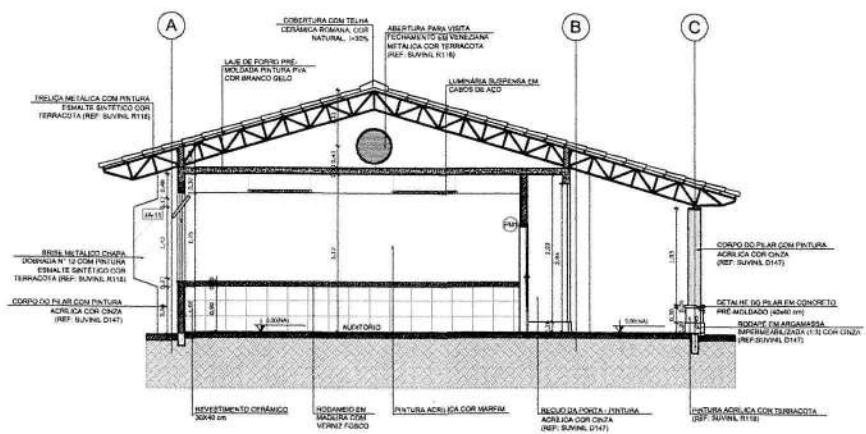 A
B
C
COBERTURA COM TELHA
CERÂMICA ROMANA, COR
NATURAL, I=30%
ABERTURA PARA VISITA
FECHAMENTO EM VENEZIANA
METÁLICA COR TERRACOTA
(REF: SUVINIL R118)
LAJE DE FORRO PRÉ-
MOLDADA PINTURA PVA
COR BRANCO GELO
LUMINÁRIA SUSPENSA EM
CABOS DE AÇO
TRELIÇA METÁLICA COM PINTURA
ESMALTE SINTÉTICO COR
TERRACOTA (REF: SUVINIL R118)
BRISE METÁLICO CHAPA
DOBRADA Nº 12 COM PINTURA
ESMALTE SINTÉTICO COR
TERRACOTA (REF: SUVINIL R118)
CORPO DO PILAR COM PINTURA
ACRÍLICA COR CINZA
(REF: SUVINIL D147)
CORPO DO PILAR COM PINTURA
ACRÍLICA COR CINZA
(REF: SUVINIL D147)
DETALHE DO PILAR EM CONCRETO
PRÉ-MOLDADO (40x40 cm)
RODAPÉ EM ARGAMASSA
IMPERMEABILIZADA (1:3) COR CINZA
(REF: SUVINIL D147)
0,00(NA)
AUDITÓRIO
0,00(NA)
REVESTIMENTO CERÂMICO
30X40 cm
RODAMEIO EM
MADEIRA COM
VERNIZ FOSCO
PINTURA ACRÍLICA COR MARFIM
RECUO DA PORTA - PINTURA
ACRÍLICA COR CINZA
(REF: SUVINIL D147)
PINTURA ACRÍLICA COR TERRACOTA
(REF: SUVINIL R118)